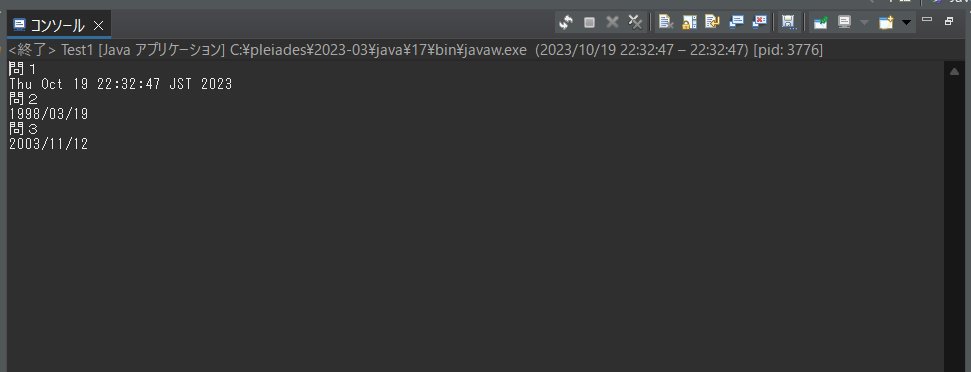 コンソール
<終了> Test1 [Java アプリケーション] C:¥pleiades¥2023-03¥java¥17¥bin¥javaw.exe  (2023/10/19 22:32:47 – 22:32:47) [pid: 3776]
問１
Thu Oct 19 22:32:47 JST 2023
問２
1998/03/19
問３
2003/11/12